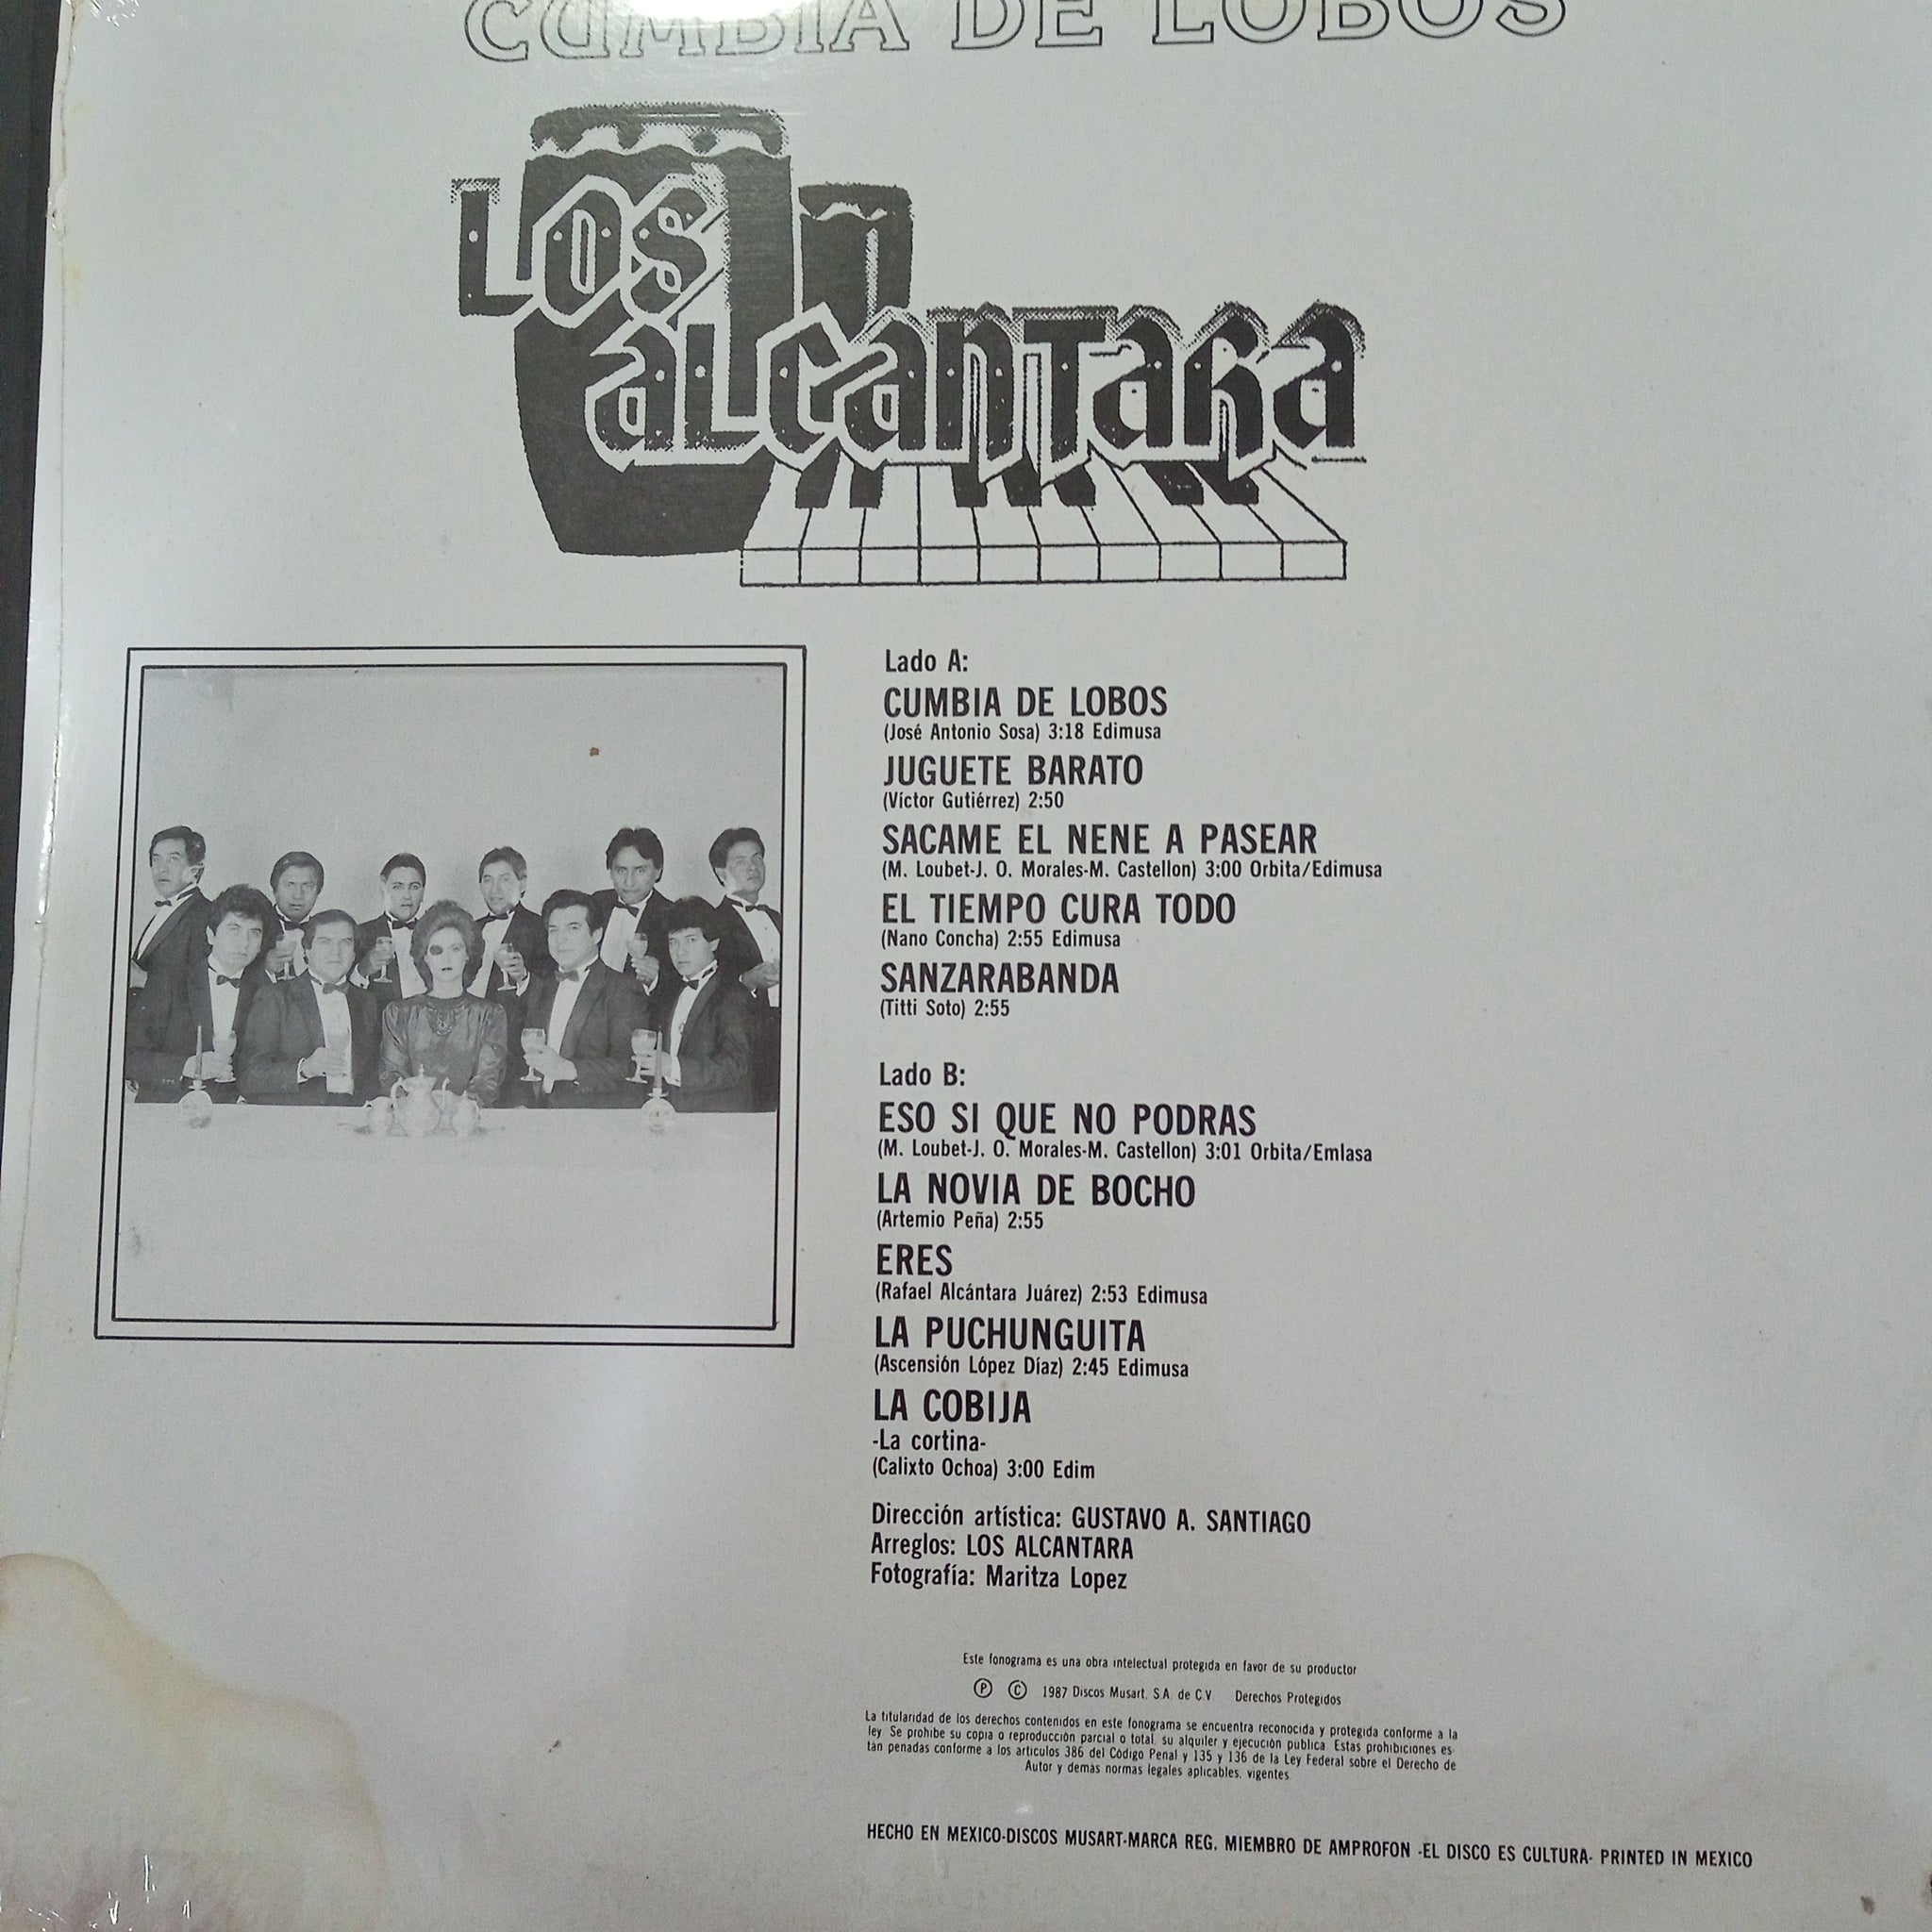 CUMBIA DE LOBOS
LOS
alcantara
Lado A:
CUMBIA DE LOBOS
(José Antonio Sosa) 3:18 Edimusa
JUGUETE BARATO
(Víctor Gutiérrez) 2:50
SACAME EL NENE A PASEAR
(M. Loubet-J. O. Morales-M. Castellon) 3:00 Orbita/Edimusa
EL TIEMPO CURA TODO
(Nano Concha) 2:55 Edimusa
SANZARABANDA
(Titti Soto) 2:55
Lado B:
ESO SI QUE NO PODRAS
(M. Loubet-J. O. Morales-M. Castellon) 3:01 Orbita/Emlasa
LA NOVIA DE BOCHO
(Artemio Peña) 2:55
ERES
(Rafael Alcántara Juárez) 2:53 Edimusa
LA PUCHUNGUITA
(Ascensión López Díaz) 2:45 Edimusa
LA COBIJA
-La cortina-
(Calixto Ochoa) 3:00 Edim
Dirección artística: GUSTAVO A. SANTIAGO
Arreglos: LOS ALCANTARA
Fotografía: Maritza Lopez
Este fonograma es una obra intelectual protegida en favor de su productor
Ⓟ Ⓒ 1987 Discos Musart, S.A. de C.V. Derechos Protegidos
La titularidad de los derechos contenidos en este fonograma se encuentra reconocida y protegida conforme a la
ley. Se prohibe su copia o reproducción parcial o total, su alquiler y ejecución publica. Estas prohibiciones es-
tan penadas conforme a los articulos 386 del Código Penal y 135 y 136 de la Ley Federal sobre el Derecho de
Autor y demás normas legales aplicables, vigentes.
HECHO EN MEXICO-DISCOS MUSART-MARCA REG. MIEMBRO DE AMPROFON -EL DISCO ES CULTURA- PRINTED IN MEXICO